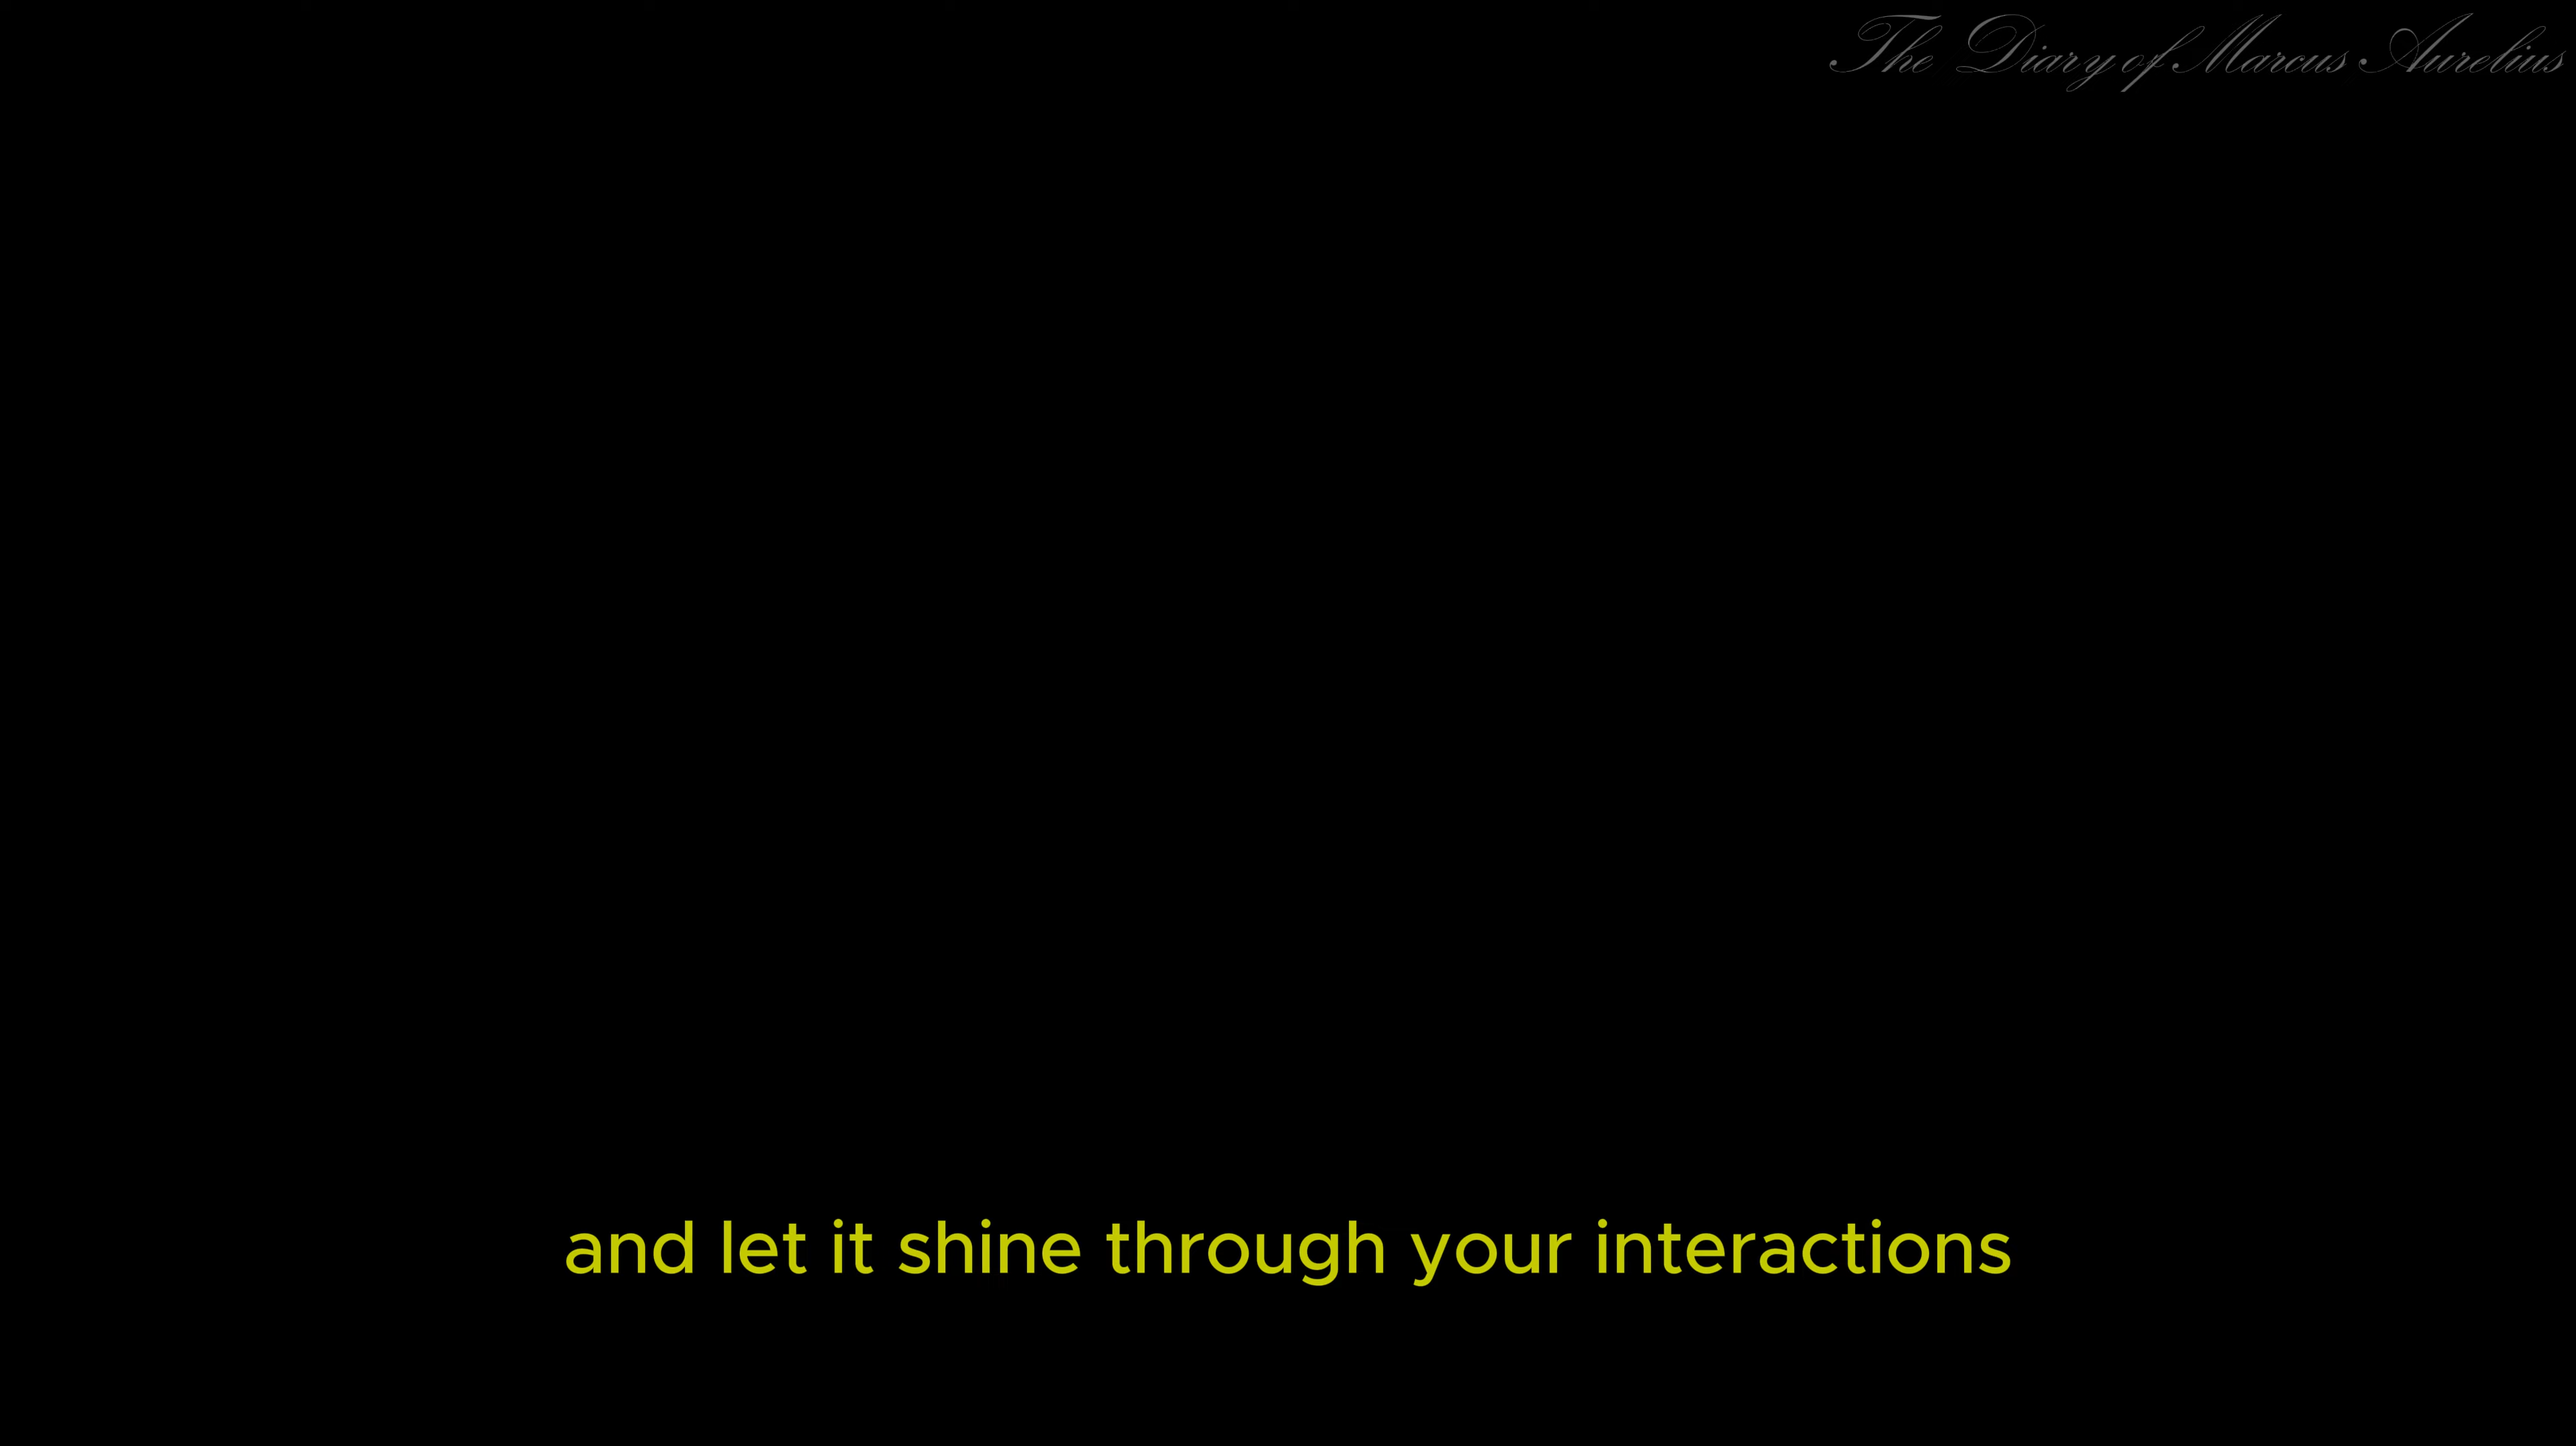 The Diary of Marcus Aurelius
and let it shine through your interactions